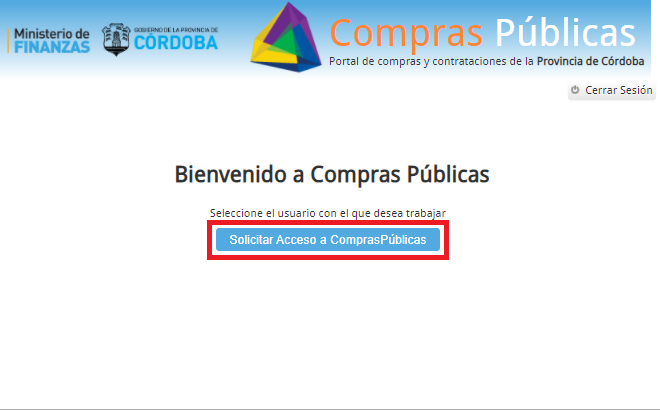 Ministerio de
FINANZAS
GOBIERNO DE LA PROVINCIA DE
CÓRDOBA
Compras Públicas
Portal de compras y contrataciones de la Provincia de Córdoba
Cerrar Sesión
Bienvenido a Compras Públicas
Seleccione el usuario con el que desea trabajar
Solicitar Acceso a ComprasPúblicas